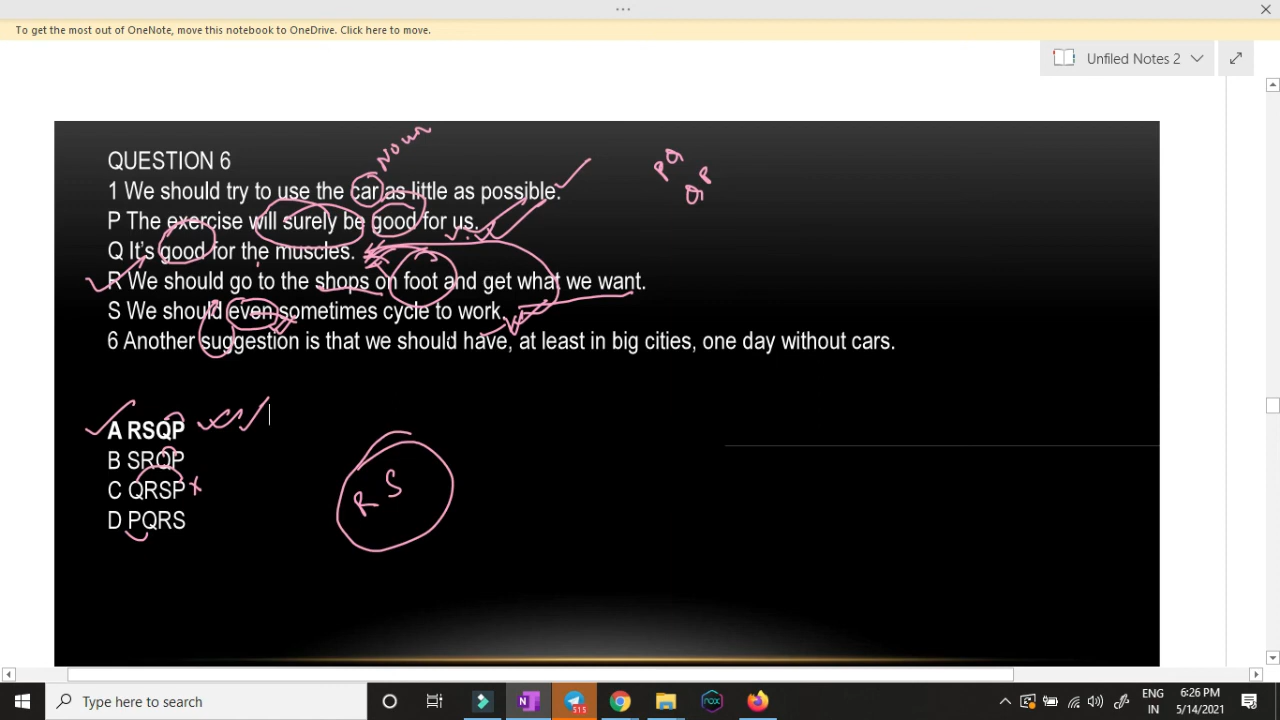 To get the most out of OneNote, move this notebook to OneDrive. Click here to move.
Unfiled Notes 2
QUESTION 6
Noun
1 We should try to use the car as little as possible.
P Q
Q P
P The exercise will surely be good for us.
Q It's good for the muscles.
R We should go to the shops on foot and get what we want.
S We should even sometimes cycle to work.
6 Another suggestion is that we should have, at least in big cities, one day without cars.
A RSQP
B SRQP
C QRSP
D PQRS
R S
Type here to search
515
nox
ENG
IN
6:26 PM
5/14/2021